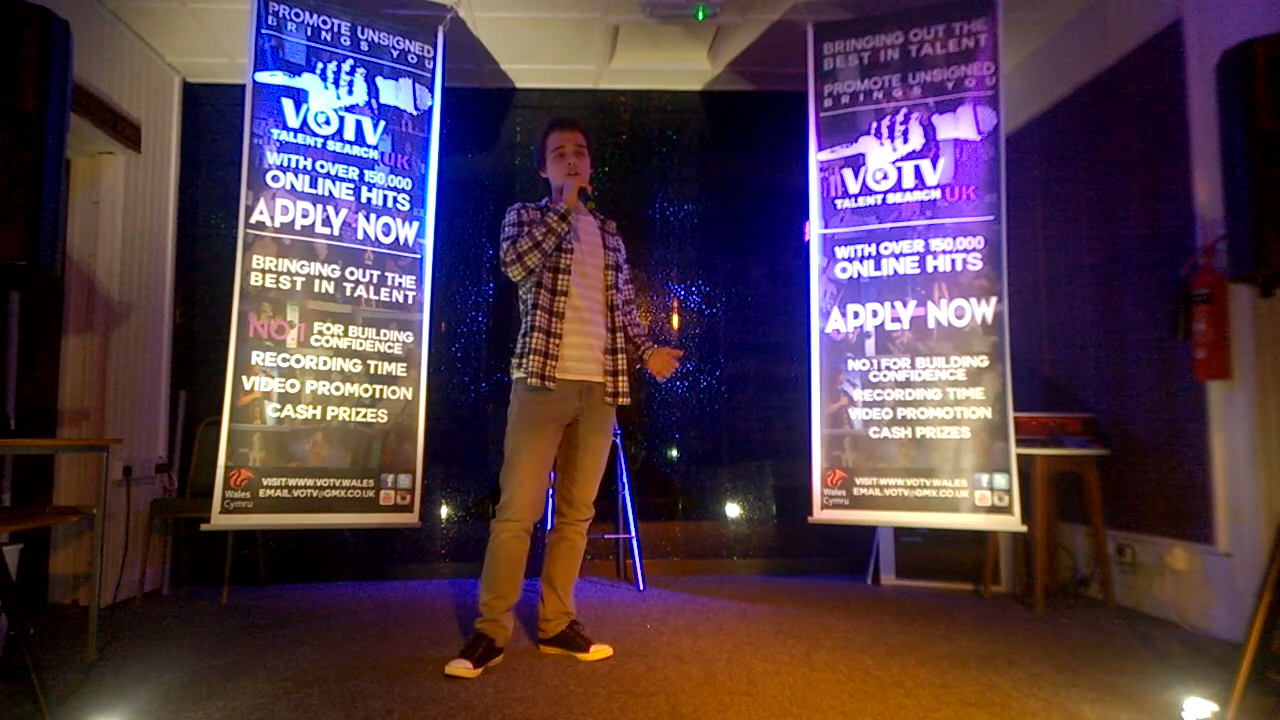 PROMOTE UNSIGNED
BRINGS YOU
VOTV
TALENT SEARCH UK
WITH OVER 150,000
ONLINE HITS
APPLY NOW
BRINGING OUT THE
BEST IN TALENT
NO.1 FOR BUILDING
CONFIDENCE
RECORDING TIME
VIDEO PROMOTION
CASH PRIZES
VISIT-WWW.VOTV.WALES
EMAIL:VOTV@GMX.CO.UK
Wales
Cymru
BRINGING OUT THE
BEST IN TALENT
PROMOTE UNSIGNED
BRINGS YOU
VOTV
TALENT SEARCH UK
WITH OVER 150,000
ONLINE HITS
APPLY NOW
NO.1 FOR BUILDING
CONFIDENCE
RECORDING TIME
VIDEO PROMOTION
CASH PRIZES
VISIT-WWW.VOTV.WALES
EMAIL:VOTV@GMX.CO.UK
Wales
Cymru